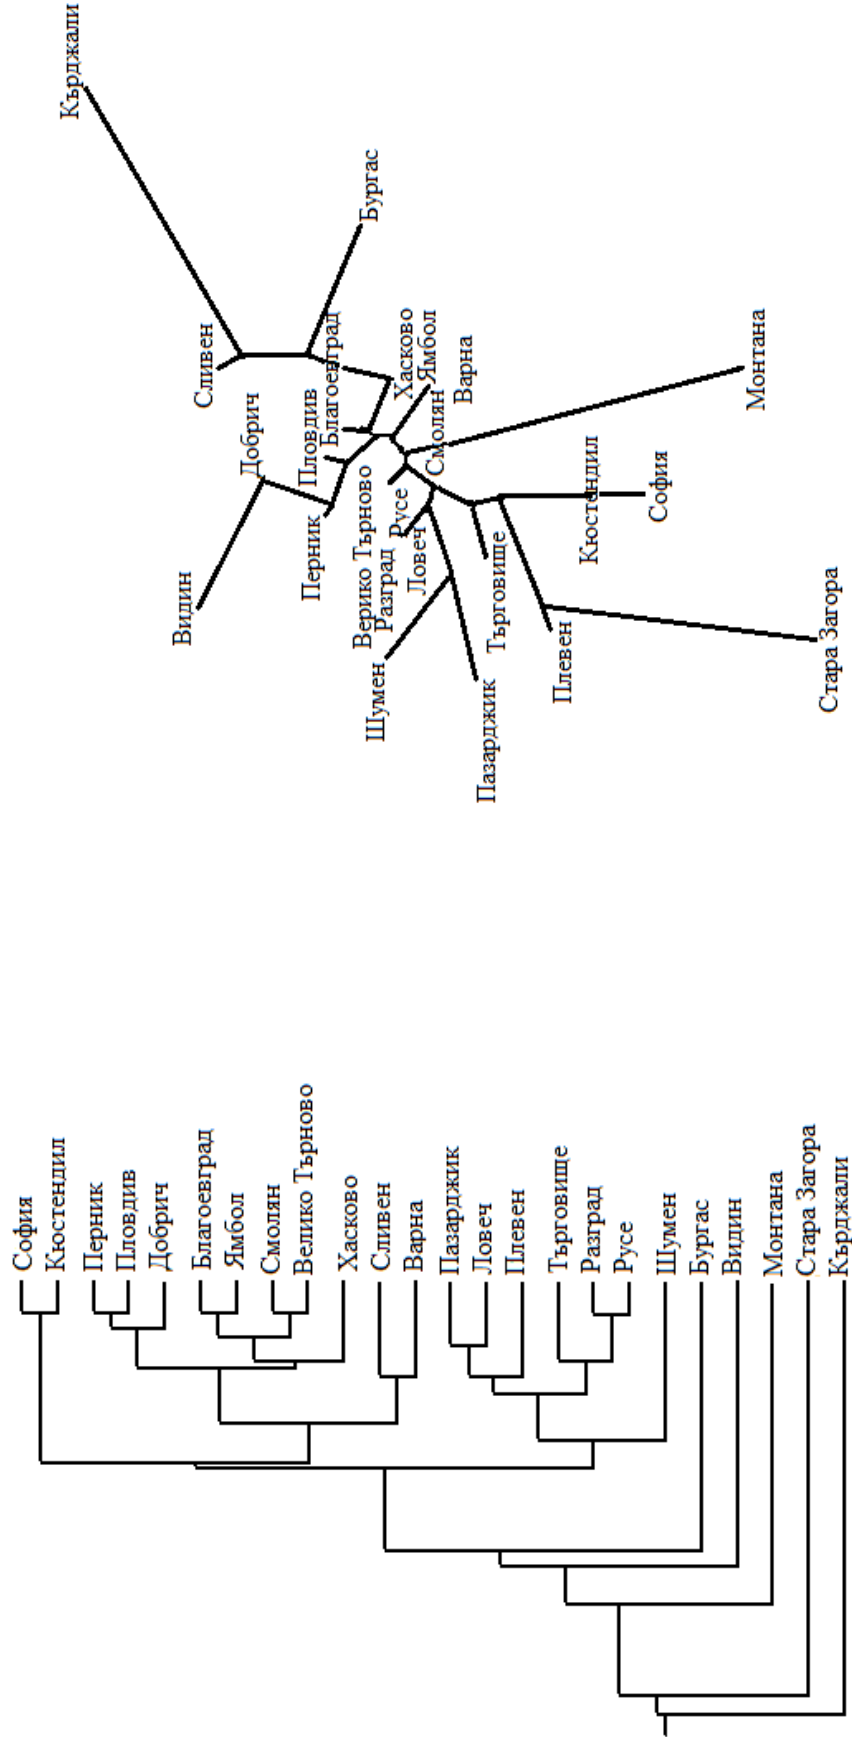 Кърджали
Бургас
Сливен
Благоевград
Хасково
Ямбол
Варна
Монтана
Добрич
Пловдив
Смолян
Перник
Верико Търново
Русе
Разград
Ловеч
Кюстендил
София
Видин
Шумен
Търговище
Пазарджик
Плевен
Стара Загора
София
Кюстендил
Перник
Пловдив
Добрич
Благоевград
Ямбол
Смолян
Велико Търново
Хасково
Сливен
Варна
Пазарджик
Ловеч
Плевен
Търговище
Разград
Русе
Шумен
Бургас
Видин
Монтана
Стара Загора
Кърджали